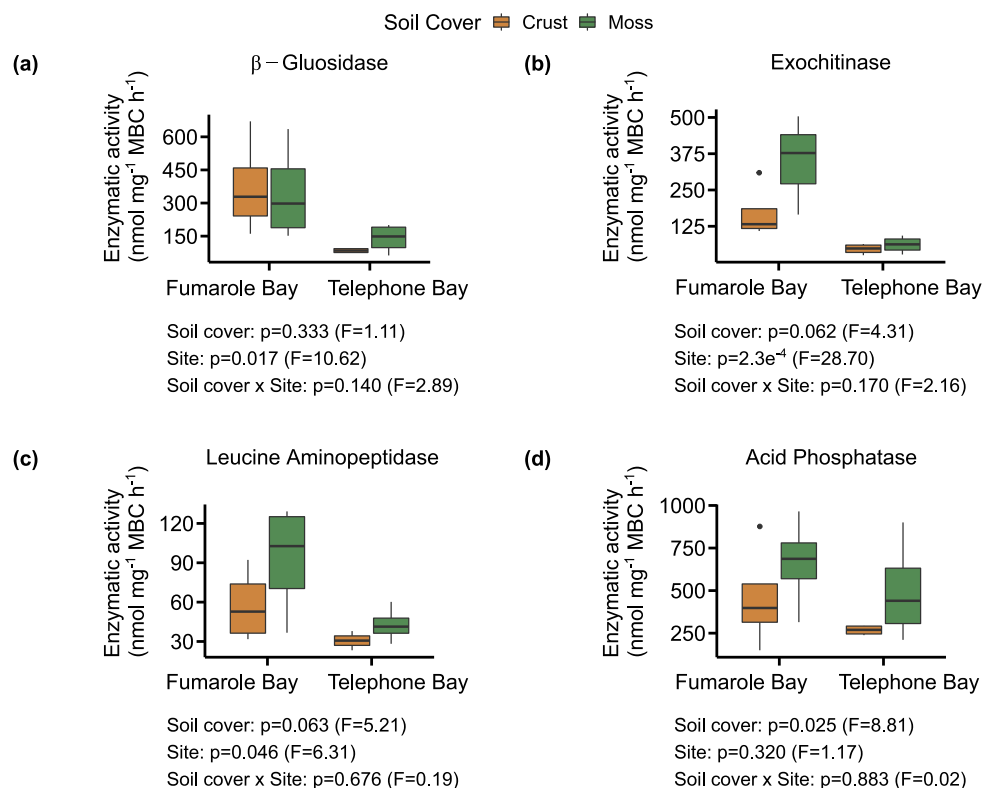 Soil Cover Crust Moss
(a)
β – Gluosidase
Enzymatic activity
(nmol mg⁻¹ MBC h⁻¹)
600
450
300
150
Fumarole Bay Telephone Bay
Soil cover: p=0.333 (F=1.11)
Site: p=0.017 (F=10.62)
Soil cover x Site: p=0.140 (F=2.89)
(b)
Exochitinase
Enzymatic activity
(nmol mg⁻¹ MBC h⁻¹)
500
375
250
125
Fumarole Bay Telephone Bay
Soil cover: p=0.062 (F=4.31)
Site: p=2.3e⁻⁴ (F=28.70)
Soil cover x Site: p=0.170 (F=2.16)
(c)
Leucine Aminopeptidase
Enzymatic activity
(nmol mg⁻¹ MBC h⁻¹)
120
90
60
30
Fumarole Bay Telephone Bay
Soil cover: p=0.063 (F=5.21)
Site: p=0.046 (F=6.31)
Soil cover x Site: p=0.676 (F=0.19)
(d)
Acid Phosphatase
Enzymatic activity
(nmol mg⁻¹ MBC h⁻¹)
1000
750
500
250
Fumarole Bay Telephone Bay
Soil cover: p=0.025 (F=8.81)
Site: p=0.320 (F=1.17)
Soil cover x Site: p=0.883 (F=0.02)